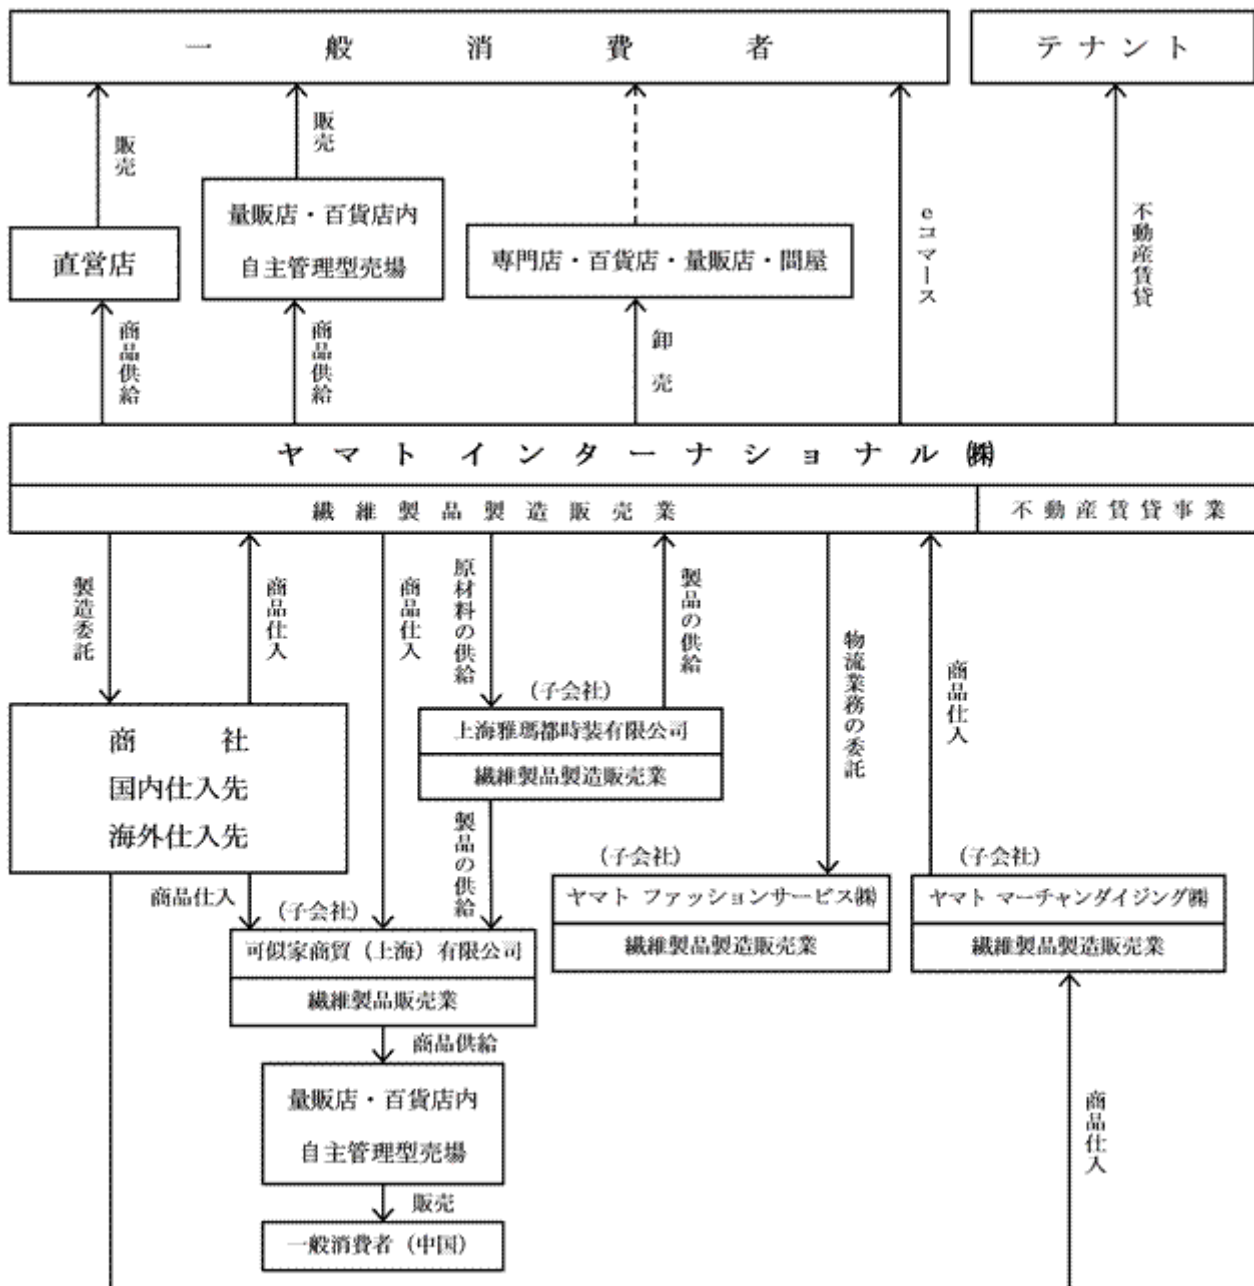 一般消費者
テナント
販売
販売
量販店・百貨店内
自主管理型売場
直営店
専門店・百貨店・量販店・問屋
eコマース
不動産賃貸
商品供給
商品供給
卸売
ヤマトインターナショナル㈱
繊維製品製造販売業
不動産賃貸事業
製造委託
商品仕入
商品仕入
原材料の供給
製品の供給
物流業務の委託
商品仕入
商社
国内仕入先
海外仕入先
(子会社)
上海雅瑪都時装有限公司
繊維製品製造販売業
製品の供給
商品仕入
(子会社)
可似家商貿(上海)有限公司
繊維製品販売業
(子会社)
ヤマト ファッションサービス㈱
繊維製品製造販売業
(子会社)
ヤマト マーチャンダイジング㈱
繊維製品製造販売業
商品供給
量販店・百貨店内
自主管理型売場
商品仕入
販売
一般消費者(中国)